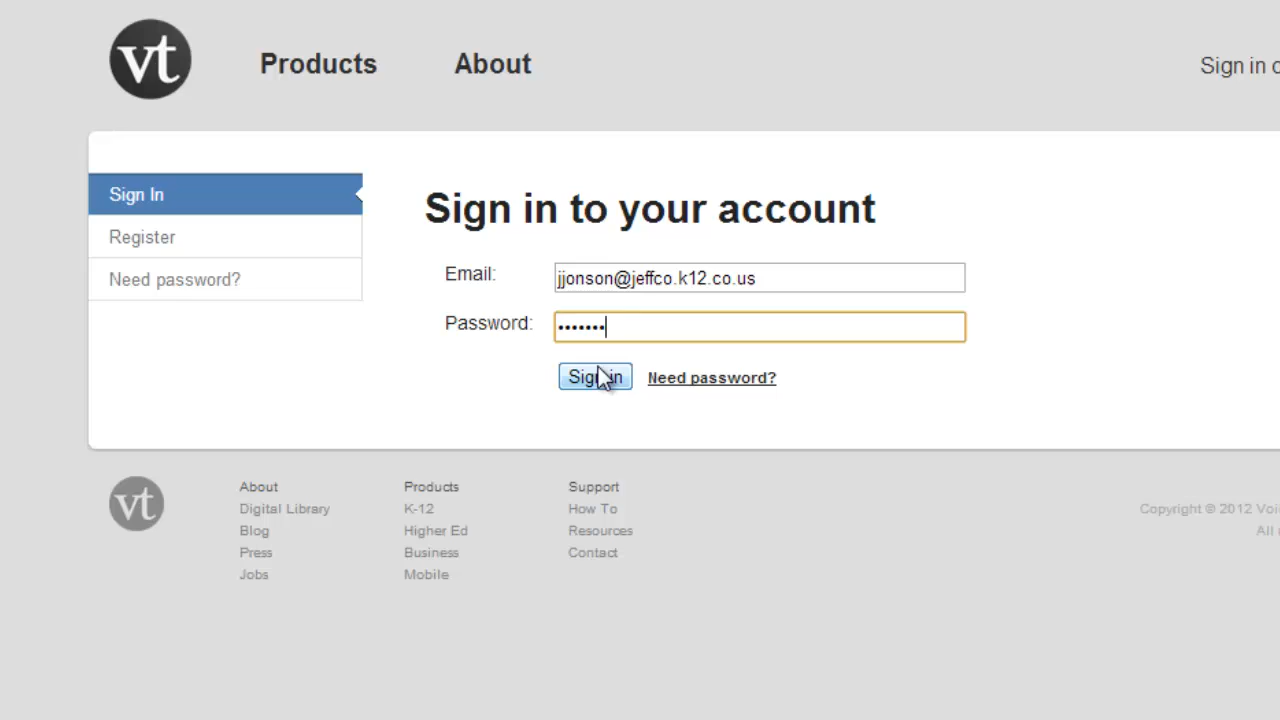 vt
Products
About
Sign in
Sign In
Register
Need password?
Sign in to your account
Email:
jjonson@jeffco.k12.co.us
Password:
•••••••
Sign in
Need password?
vt
About
Digital Library
Blog
Press
Jobs
Products
K-12
Higher Ed
Business
Mobile
Support
How To
Resources
Contact
Copyright © 2012
All